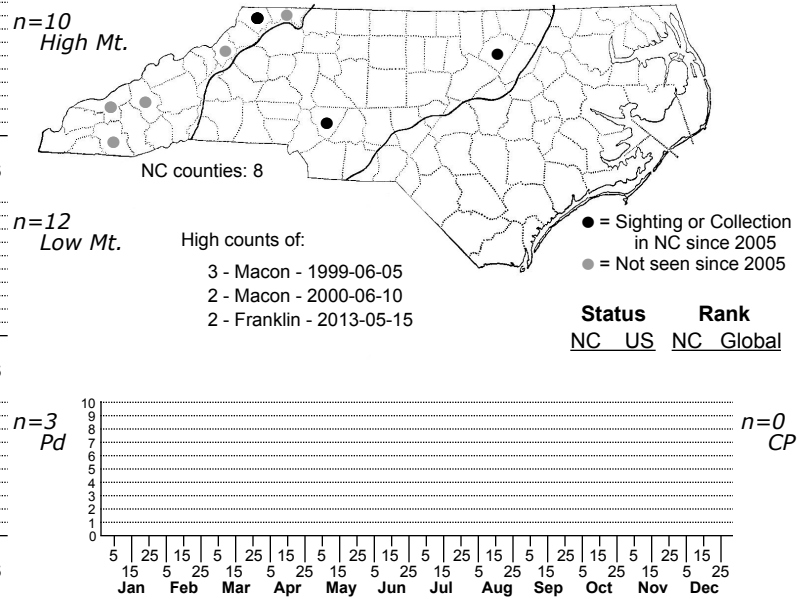 n=10
High Mt.
NC counties: 8
n=12
Low Mt.
High counts of:
3 - Macon - 1999-06-05
2 - Macon - 2000-06-10
2 - Franklin - 2013-05-15
= Sighting or Collection
in NC since 2005
= Not seen since 2005
Status Rank
NC US NC Global
n=3
Pd
10
9
8
7
6
5
4
3
2
1
0
n=0
CP
5 25 15 5 25 15 5 25 15 5 25 15 5 25 15 5 25 15
15 5 25 15 5 25 15 5 25 15 5 25 15 5 25 15 5 25
Jan Feb Mar Apr May Jun Jul Aug Sep Oct Nov Dec